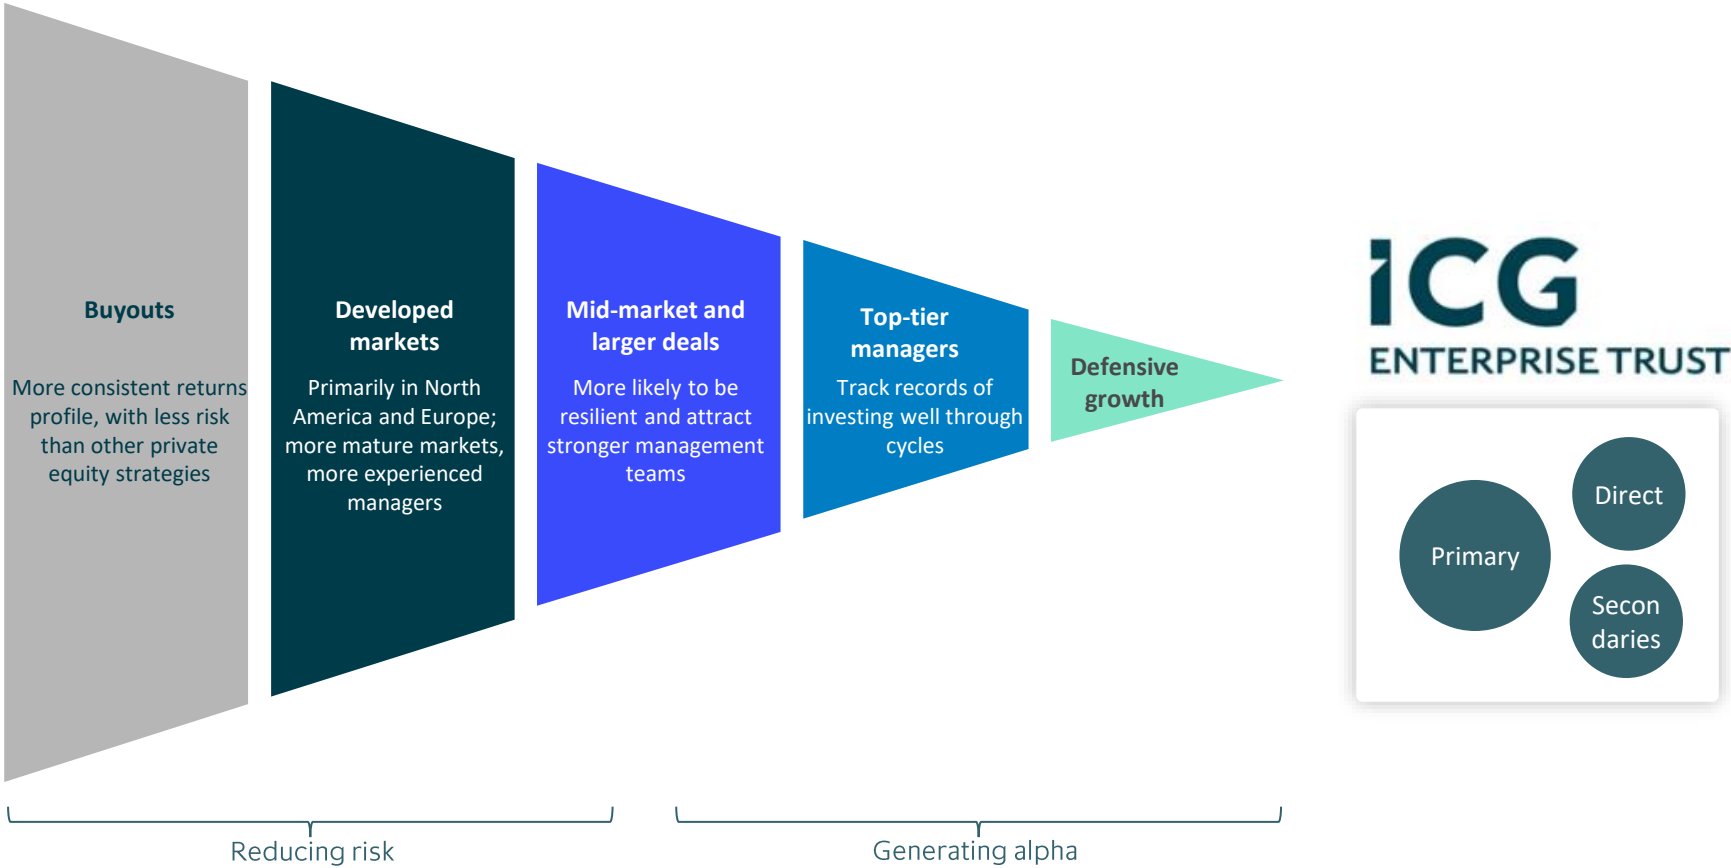 Buyouts
More consistent returns
profile, with less risk
than other private
equity strategies
Developed
markets
Primarily in North
America and Europe;
more mature markets,
more experienced
managers
Mid-market and
larger deals
More likely to be
resilient and attract
stronger management
teams
Top-tier
managers
Track records of
investing well through
cycles
Defensive
growth
ICG
ENTERPRISE TRUST
Primary
Direct
Secon
daries
Reducing risk
Generating alpha